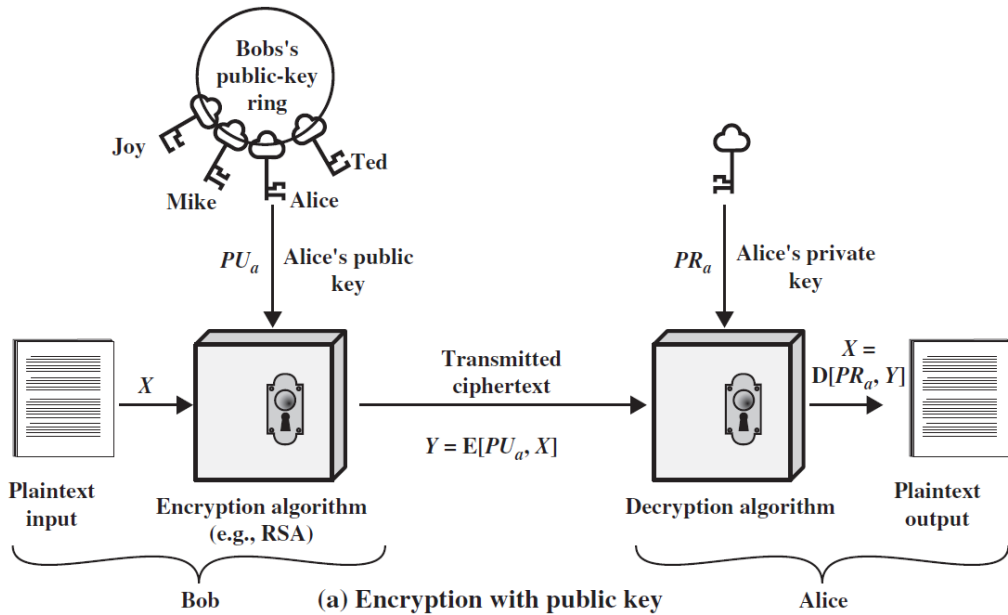 Bobs's
public-key
ring
Joy
Ted
Mike
Alice
PUa
Alice's public
key
PRa
Alice's private
key
X
Transmitted
ciphertext
Y = E[PUa, X]
X =
D[PRa, Y]
Plaintext
input
Encryption algorithm
(e.g., RSA)
Decryption algorithm
Plaintext
output
Bob
(a) Encryption with public key
Alice